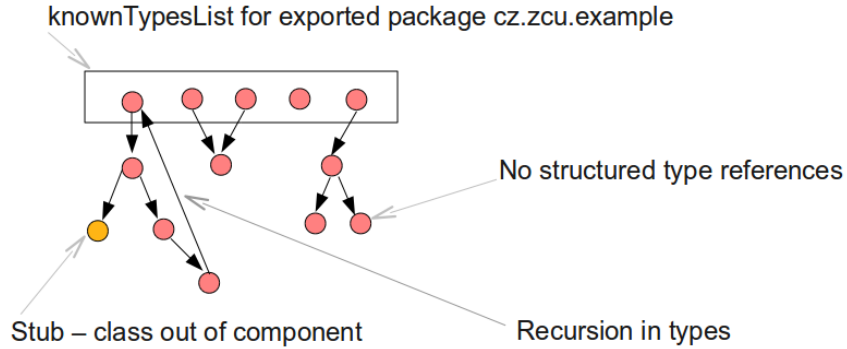 knownTypesList for exported package cz.zcu.example
No structured type references
Stub – class out of component
Recursion in types